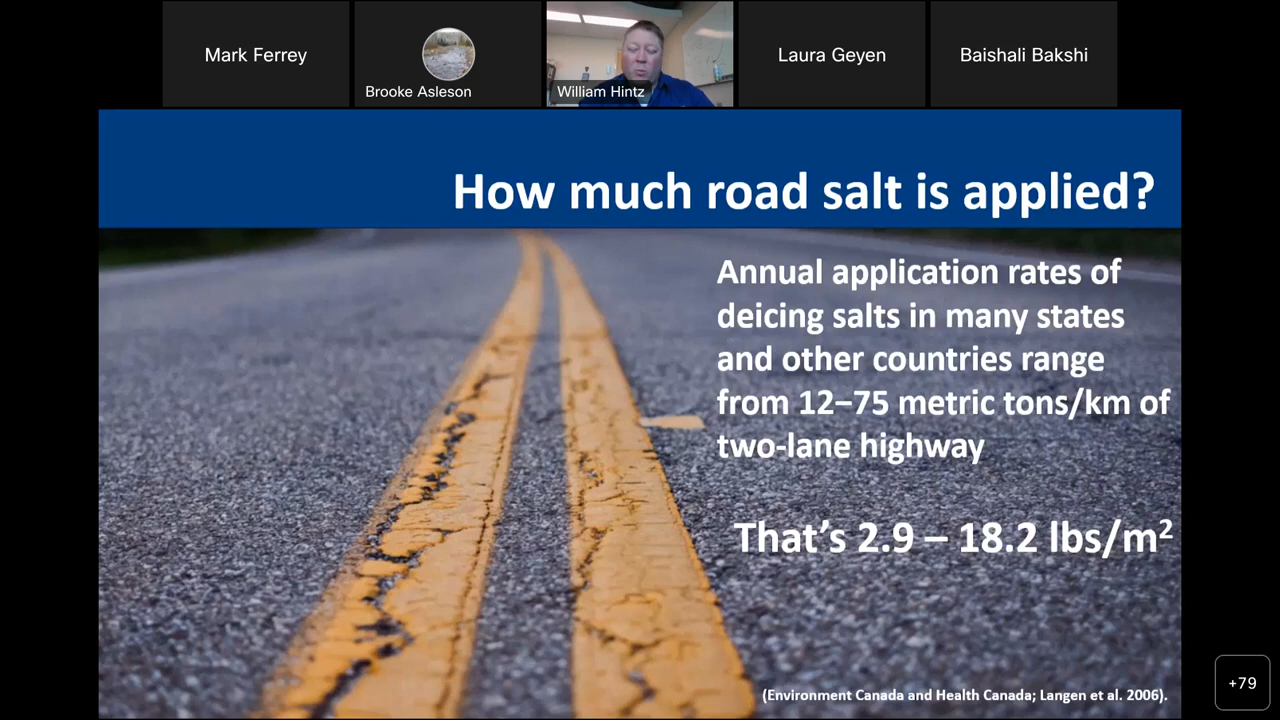 Mark Ferrey
Brooke Asleson
William Hintz
Laura Geyen
Baishali Bakshi
How much road salt is applied?
Annual application rates of
deicing salts in many states
and other countries range
from 12–75 metric tons/km of
two-lane highway
That’s 2.9 – 18.2 lbs/m²
(Environment Canada and Health Canada; Langen et al. 2006).
+79